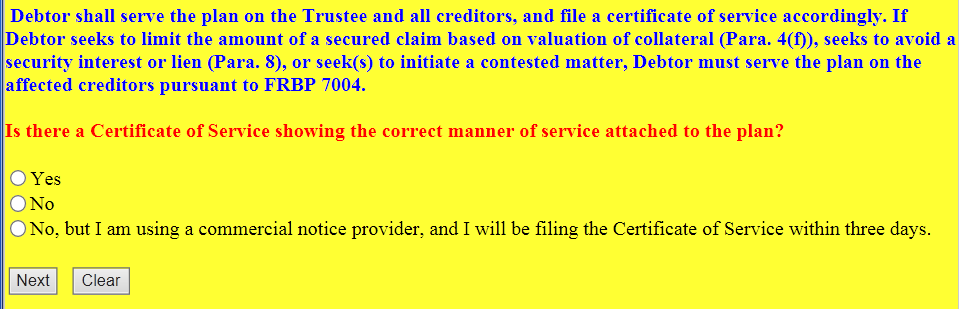 Debtor shall serve the plan on the Trustee and all creditors, and file a certificate of service accordingly. If
Debtor seeks to limit the amount of a secured claim based on valuation of collateral (Para. 4(f)), seeks to avoid a
security interest or lien (Para. 8), or seek(s) to initiate a contested matter, Debtor must serve the plan on the
affected creditors pursuant to FRBP 7004.
Is there a Certificate of Service showing the correct manner of service attached to the plan?
Yes
No
No, but I am using a commercial notice provider, and I will be filing the Certificate of Service within three days.
Next Clear